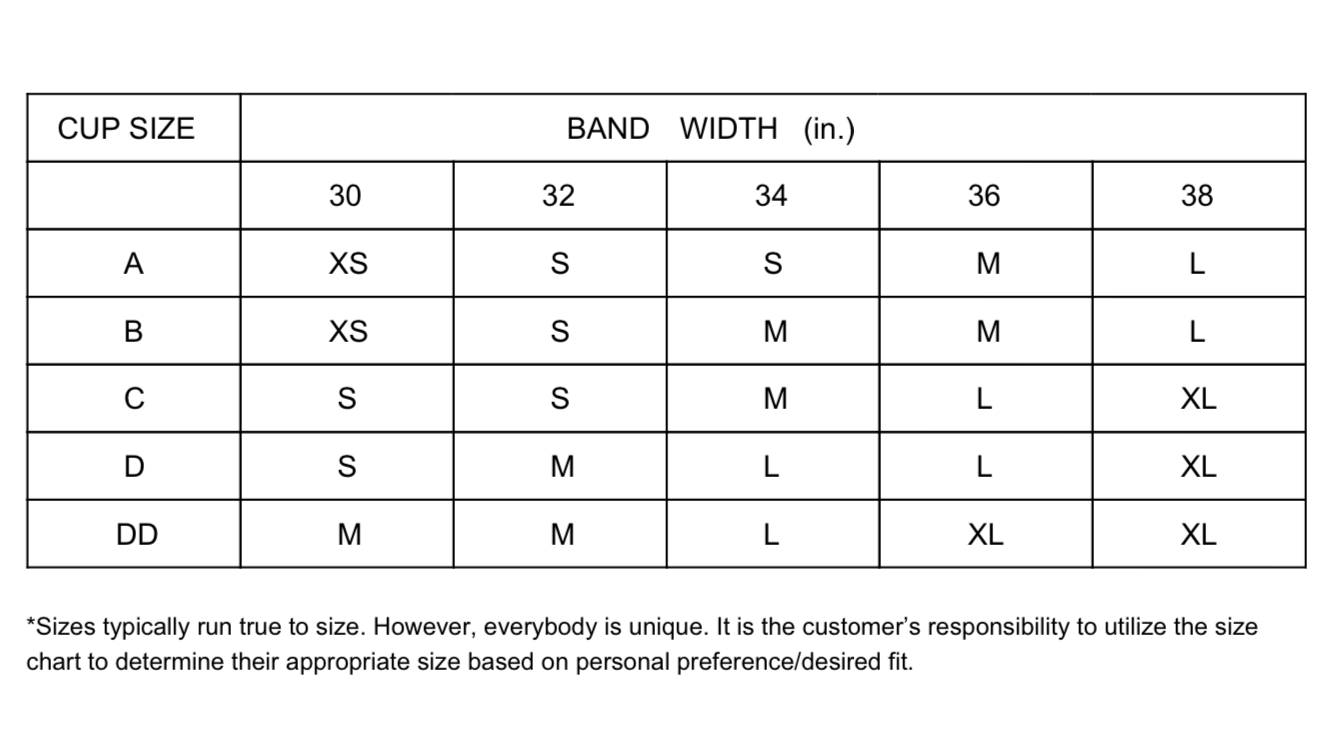 CUP SIZE BAND WIDTH (in.)
30 32 34 36 38
A XS S S M L
B XS S M M L
C S S M L XL
D S M L L XL
DD M M L XL XL
*Sizes typically run true to size. However, everybody is unique. It is the customer’s responsibility to utilize the size
chart to determine their appropriate size based on personal preference/desired fit.